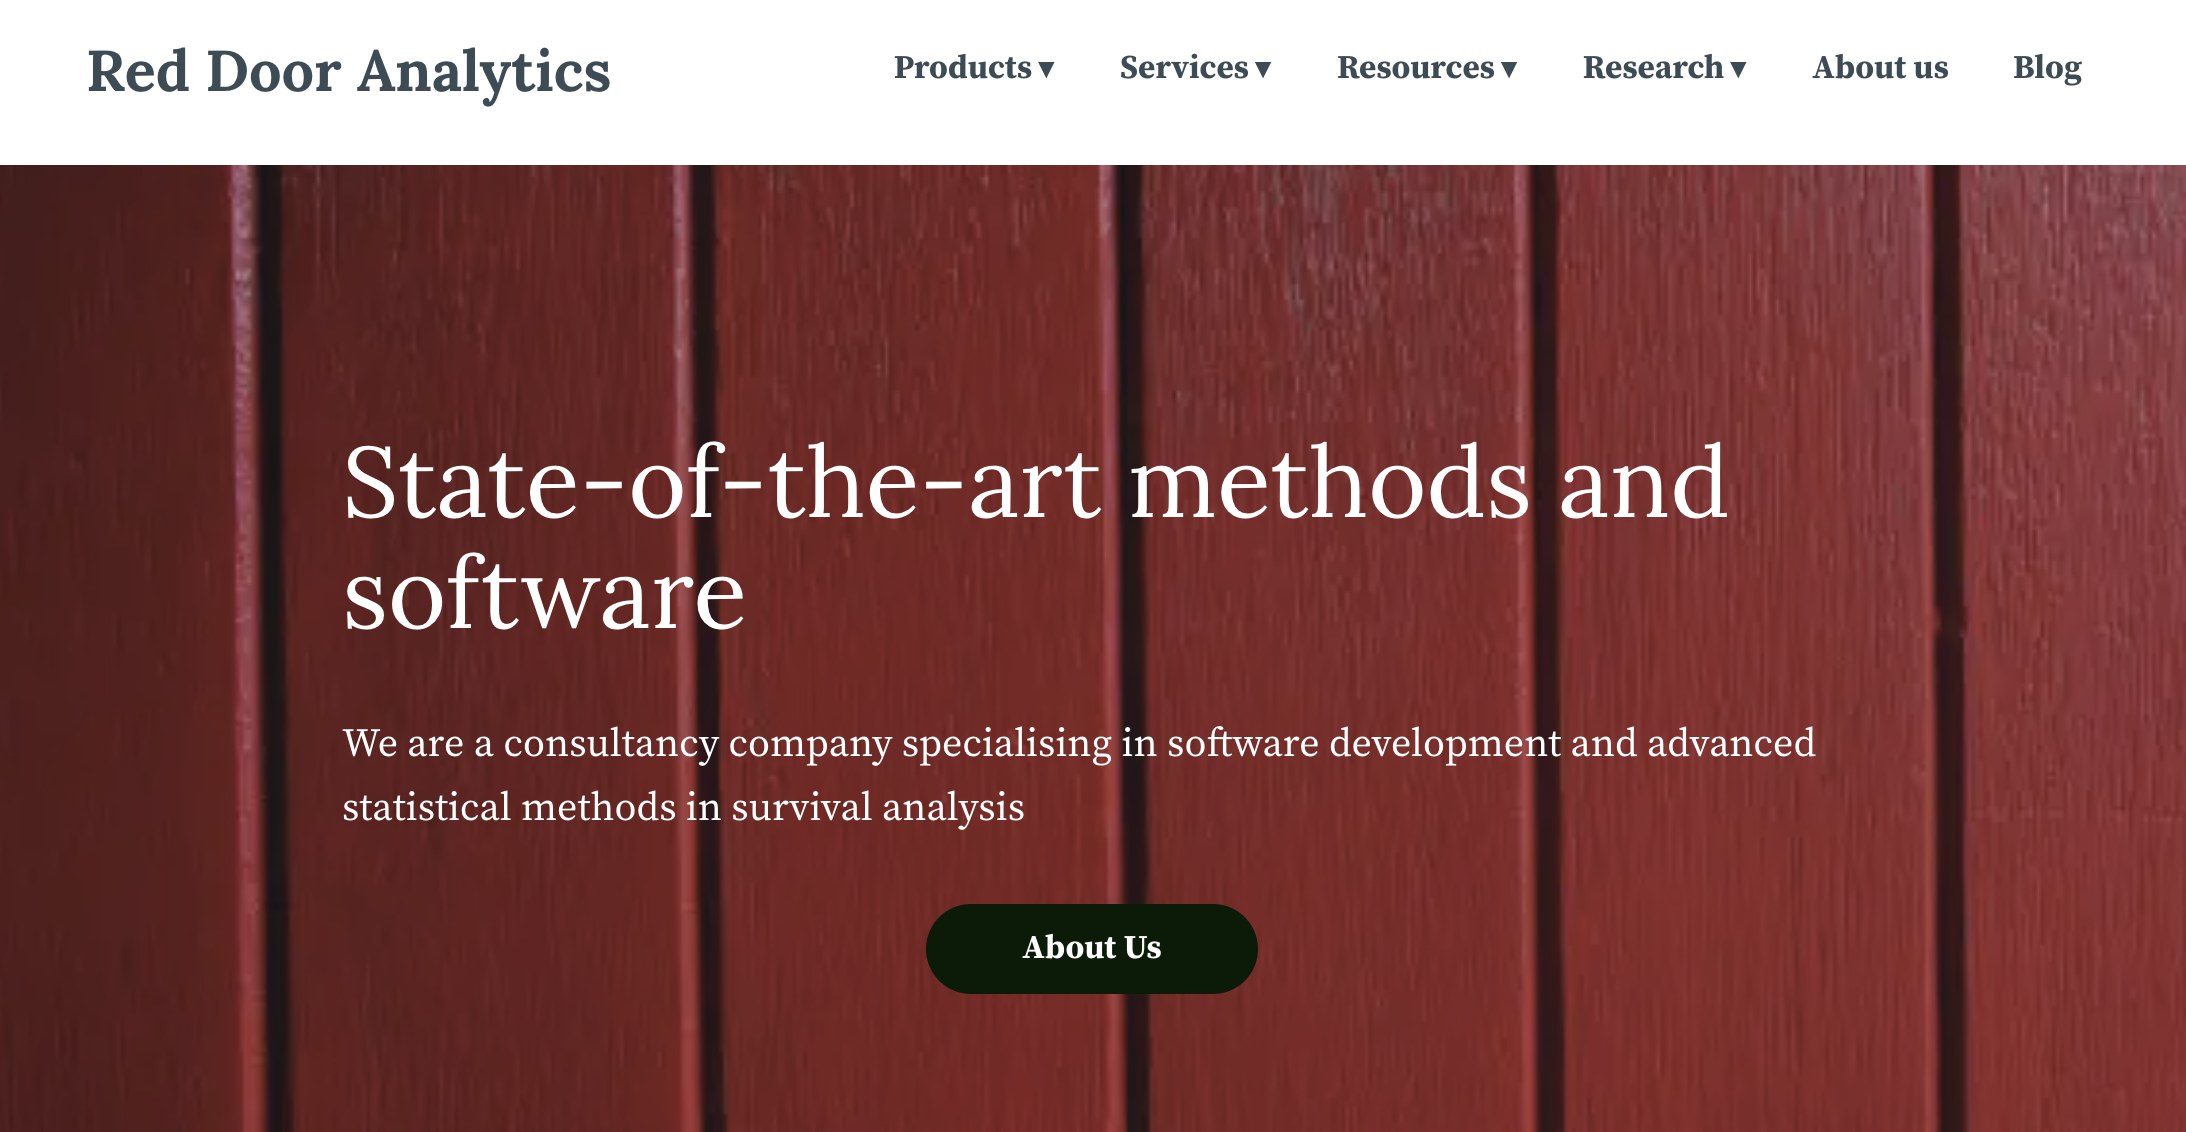 Red Door Analytics
Products ▾ Services ▾ Resources ▾ Research ▾ About us Blog
State-of-the-art methods and
software
We are a consultancy company specialising in software development and advanced
statistical methods in survival analysis
About Us